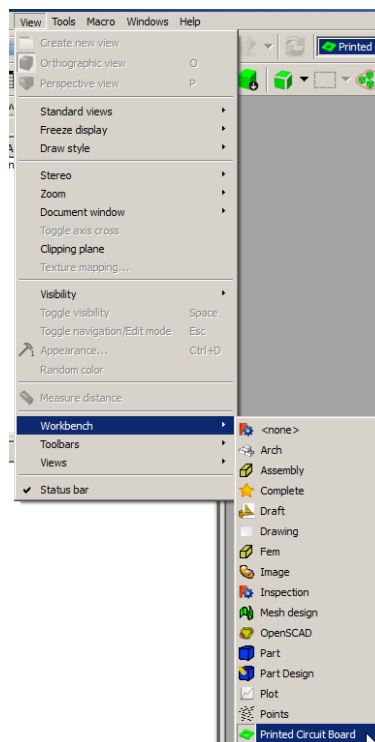 View Tools Macro Windows Help
Create new view
Orthographic view O
Perspective view P
Printed
Standard views
Freeze display
Draw style
Stereo
Zoom
Document window
Toggle axis cross
Clipping plane
Texture mapping...
Visibility
Toggle visibility Space
Toggle navigation/Edit mode Esc
Appearance... Ctrl+D
Random color
Measure distance
Workbench
Toolbars
Views
Status bar
<none>
Arch
Assembly
Complete
Draft
Drawing
Fem
Image
Inspection
Mesh design
OpenSCAD
Part
Part Design
Plot
Points
Printed Circuit Board